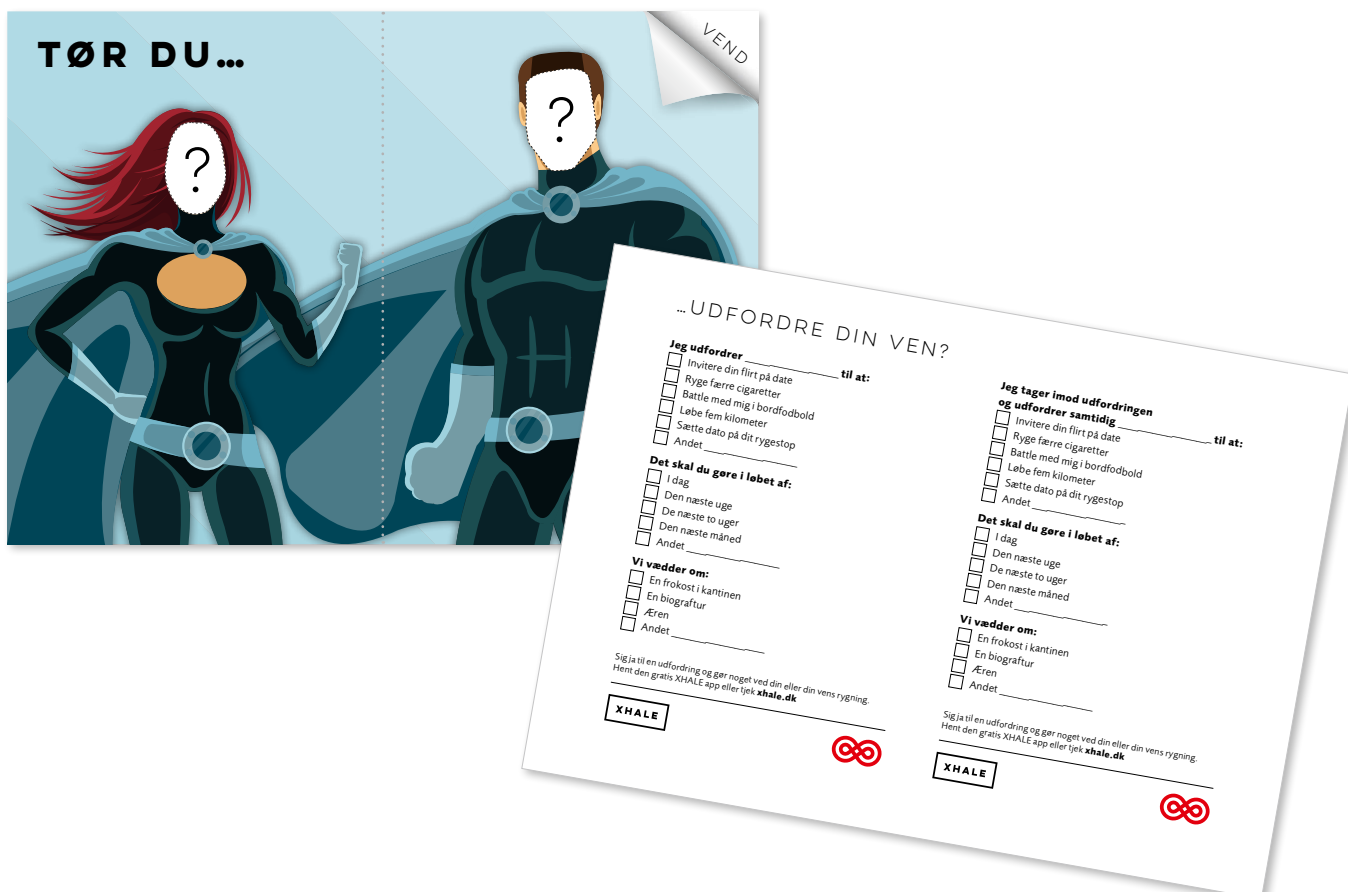 TØR DU...
VEND
?
?
...UDFORDRE DIN VEN?
Jeg udfordrer ________________ til at:
Invitere din flirt på date
Ryge færre cigaretter
Battle med mig i bordfodbold
Løbe fem kilometer
Sætte dato på dit rygestop
Andet ________________
Det skal du gøre i løbet af:
I dag
Den næste uge
De næste to uger
Den næste måned
Andet ________________
Vi vædder om:
En frokost i kantinen
En biograftur
Æren
Andet ________________
Sig ja til en udfordring og gør noget ved din eller din vens rygning.
Hent den gratis XHALE app eller tjek xhale.dk
XHALE
Jeg tager imod udfordringen
og udfordrer samtidig ________________ til at:
Invitere din flirt på date
Ryge færre cigaretter
Battle med mig i bordfodbold
Løbe fem kilometer
Sætte dato på dit rygestop
Andet ________________
Det skal du gøre i løbet af:
I dag
Den næste uge
De næste to uger
Den næste måned
Andet ________________
Vi vædder om:
En frokost i kantinen
En biograftur
Æren
Andet ________________
Sig ja til en udfordring og gør noget ved din eller din vens rygning.
Hent den gratis XHALE app eller tjek xhale.dk
XHALE